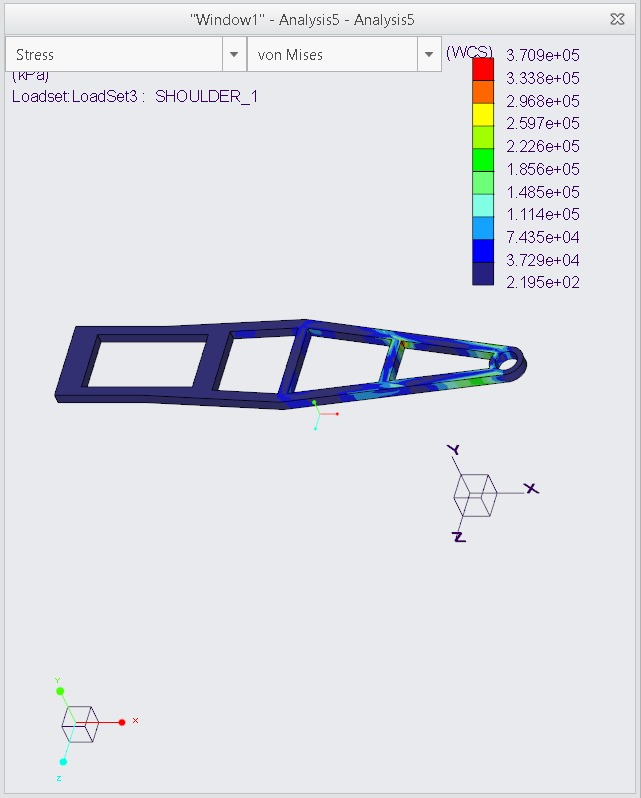 "Window1" - Analysis5 - Analysis5
Stress
von Mises
(WCS)
(kPa)
Loadset:LoadSet3 : SHOULDER_1
3.709e+05
3.338e+05
2.968e+05
2.597e+05
2.226e+05
1.856e+05
1.485e+05
1.114e+05
7.435e+04
3.729e+04
2.195e+02
Y
X
Z
Y
X
Z